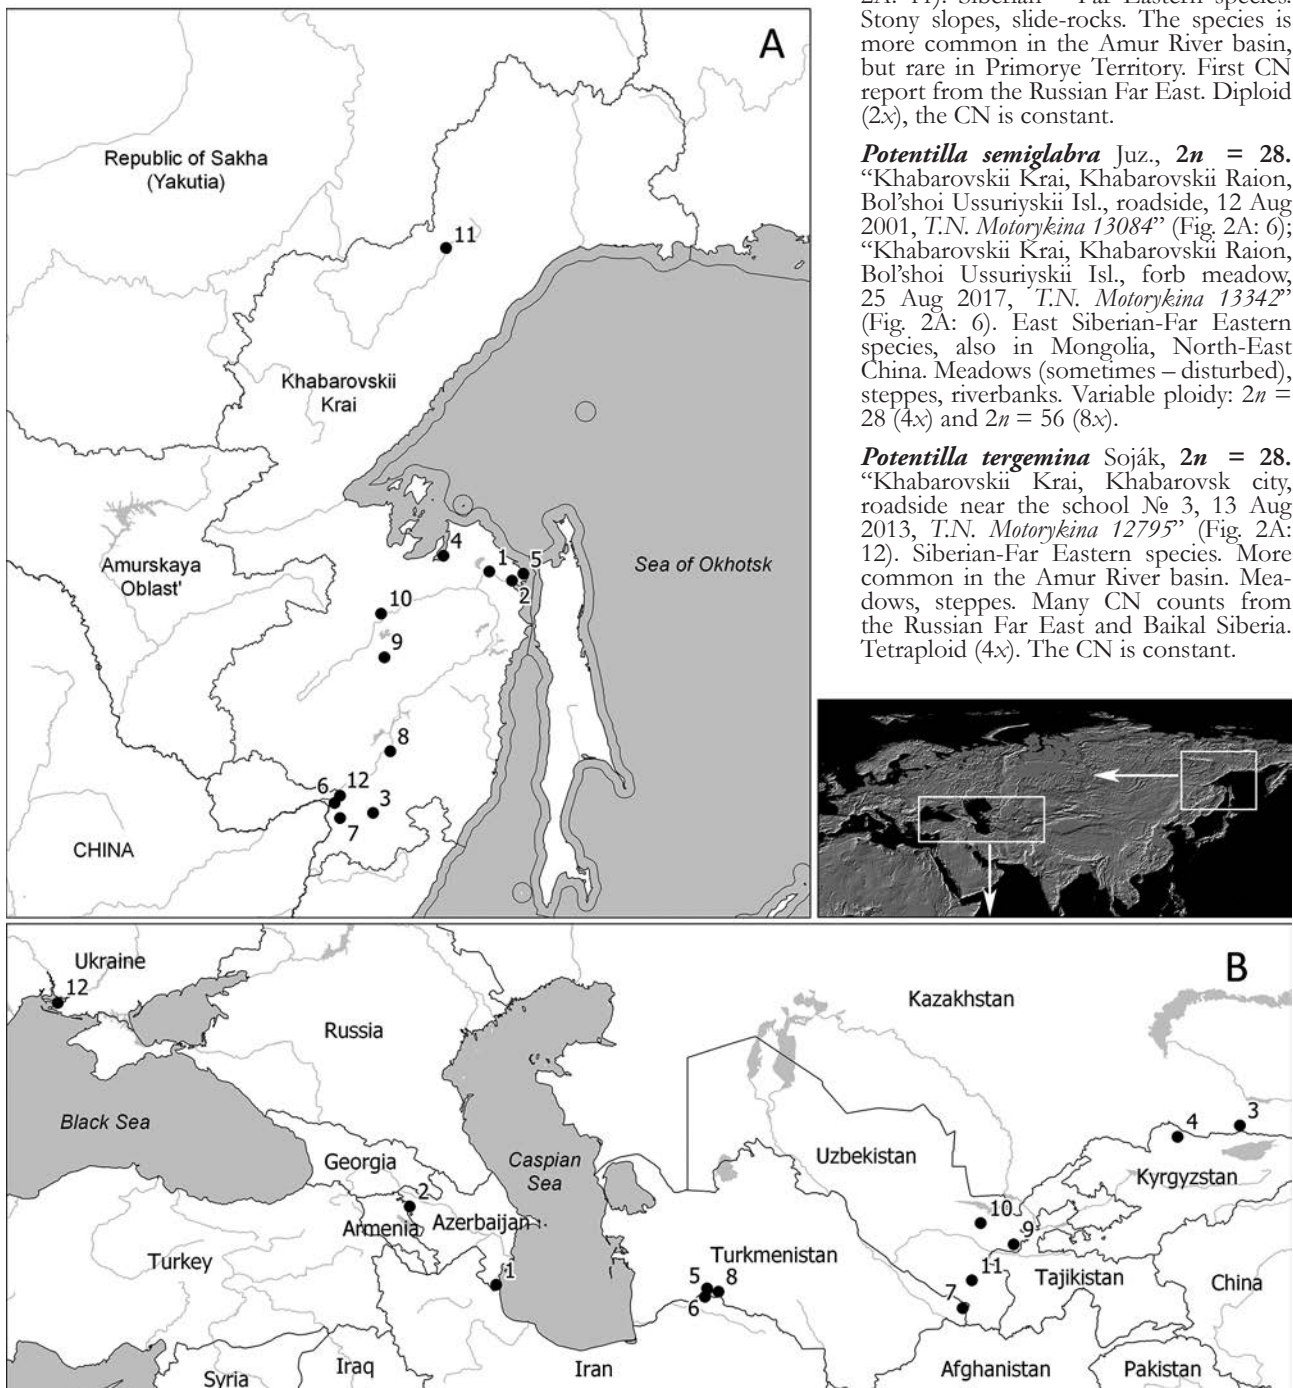 A
Republic of Sakha
(Yakutia)
11
Khabarovskii
Krai
Amurskaya
Oblast'
4
1
5
2
Sea of Okhotsk
10
9
8
6
12
3
7
CHINA
Stony slopes, slide-rocks. The species is
more common in the Amur River basin,
but rare in Primorye Territory. First CN
report from the Russian Far East. Diploid
(2x), the CN is constant.
Potentilla semiglabra Juz., 2n = 28.
“Khabarovskii Krai, Khabarovskii Raion,
Bol’shoi Ussuriyskii Isl., roadside, 12 Aug
2001, T.N. Motorykina 13084” (Fig. 2A: 6);
“Khabarovskii Krai, Khabarovskii Raion,
Bol’shoi Ussuriyskii Isl., forb meadow,
25 Aug 2017, T.N. Motorykina 13342”
(Fig. 2A: 6). East Siberian-Far Eastern
species, also in Mongolia, North-East
China. Meadows (sometimes – disturbed),
steppes, riverbanks. Variable ploidy: 2n =
28 (4x) and 2n = 56 (8x).
Potentilla tergemina Soják, 2n = 28.
“Khabarovskii Krai, Khabarovsk city,
roadside near the school № 3, 13 Aug
2013, T.N. Motorykina 12795” (Fig. 2A:
12). Siberian-Far Eastern species. More
common in the Amur River basin. Mea-
dows, steppes. Many CN counts from
the Russian Far East and Baikal Siberia.
Tetraploid (4x). The CN is constant.
B
Ukraine
12
Russia
Kazakhstan
Black Sea
Georgia
Caspian
Sea
2
Armenia
Azerbaijan
Turkey
1
Uzbekistan
4
3
Kyrgyzstan
10
9
Turkmenistan
5
8
6
11
7
Tajikistan
China
Syria
Iraq
Iran
Afghanistan
Pakistan